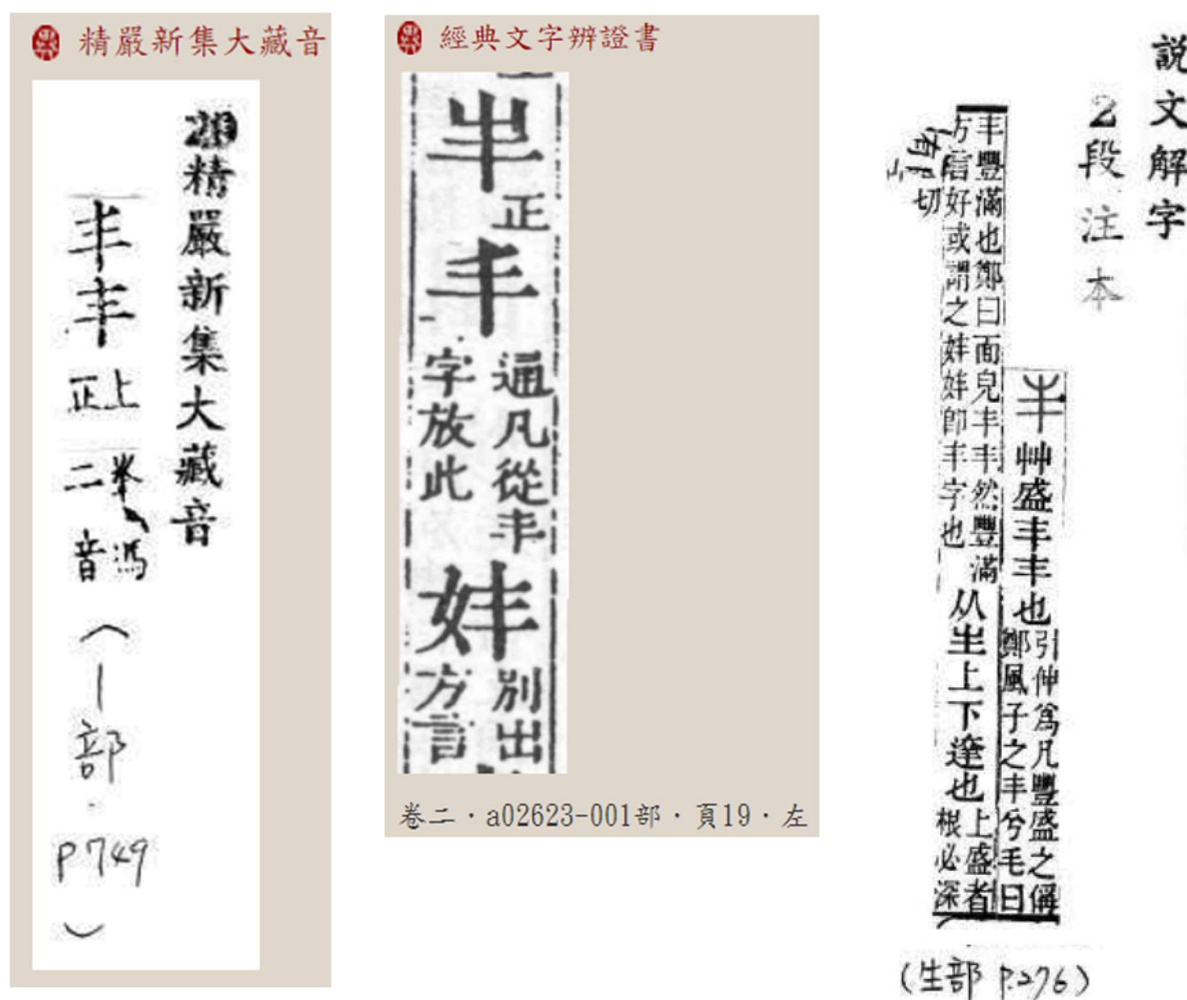 精嚴新集大藏音
精嚴新集大藏音
丰丰
上
正
峯馮
二音
(丨部·P749)
經典文字辨證書
𡴀
正
丰
通凡從丰
字放此
妦
別出
方言
卷二·a02623-001部·頁19·左
說文解字
2段注本
丰艸盛丰丰也
引伸爲凡豐盛之偁
鄭風子之丰兮毛曰
丰豐滿也鄭曰面皃丰丰然豐滿
方言好或謂之妦妦卽丰字也
从生上下達也
上盛者
根必深
切
(生部 P.276)